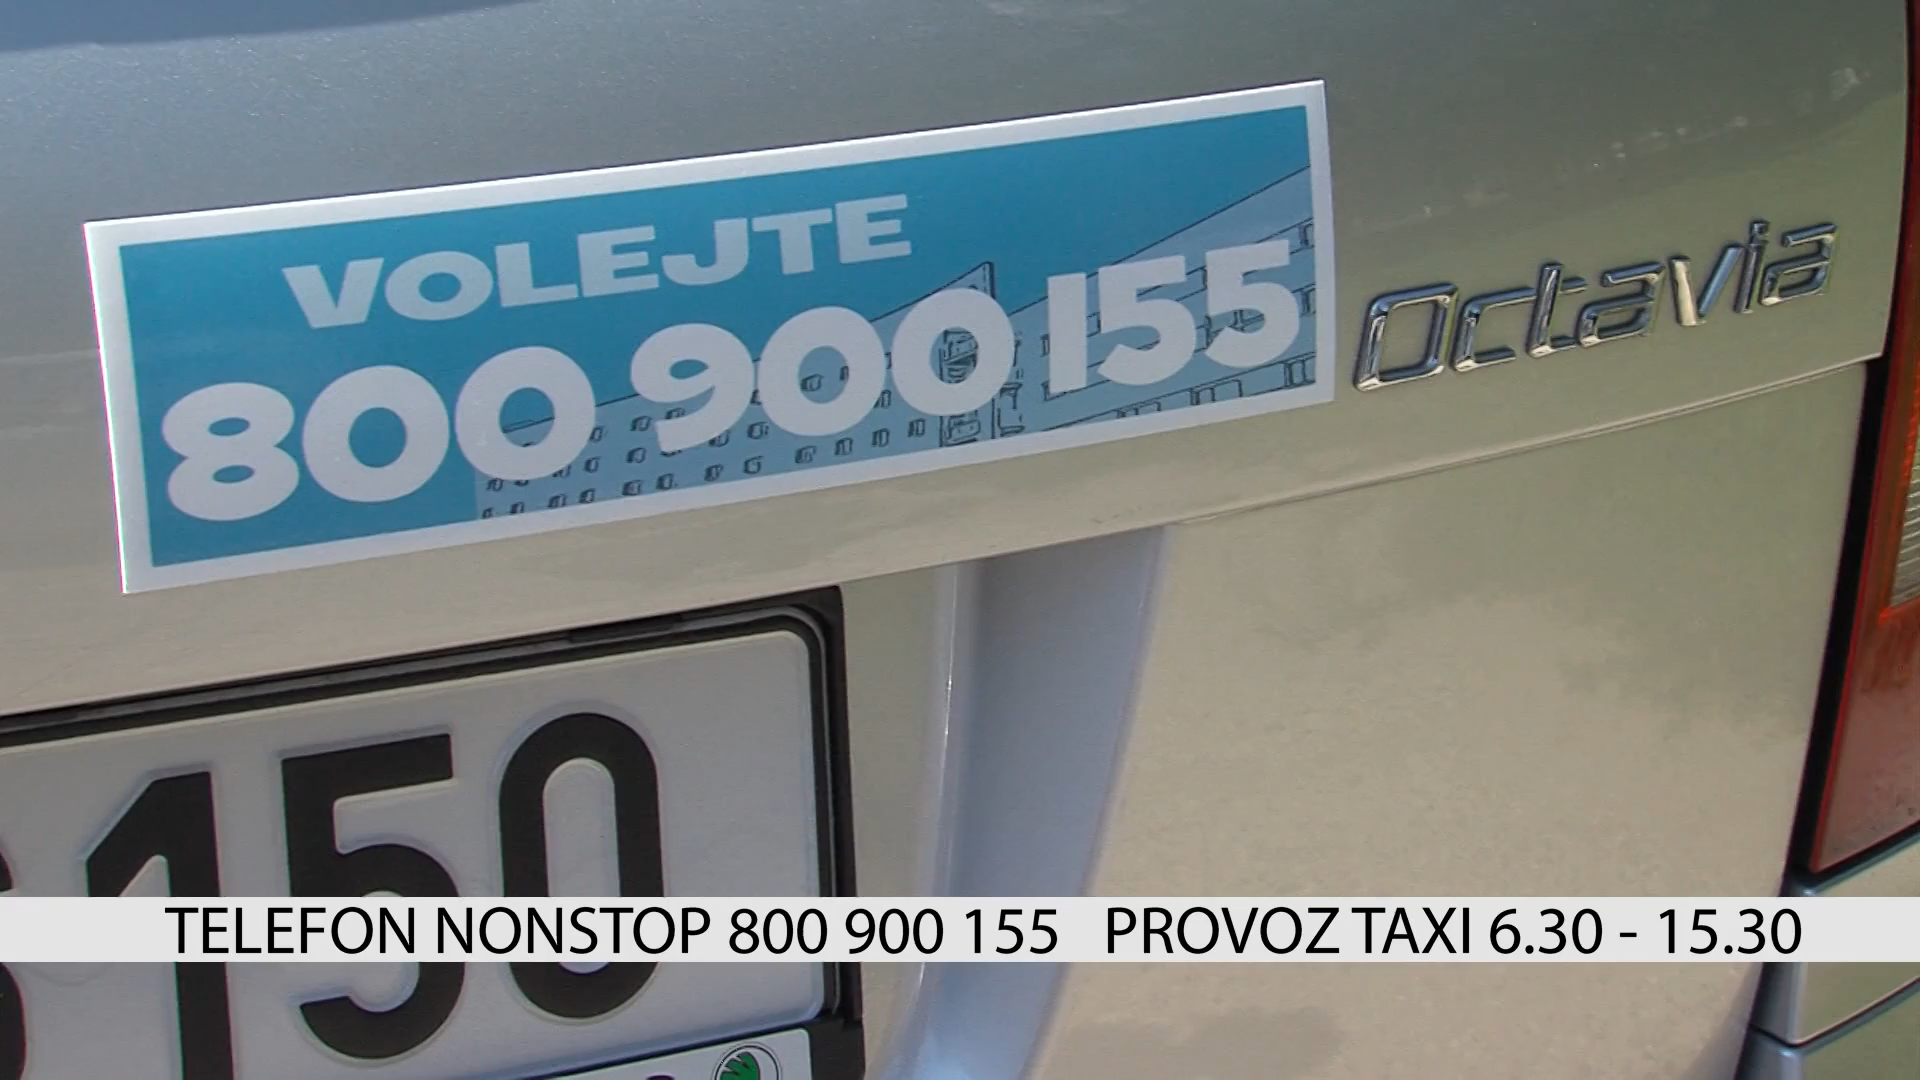 VOLEJTE
800 900 155
OCTAVIA
150
TELEFON NONSTOP 800 900 155 PROVOZ TAXI 6.30 - 15.30